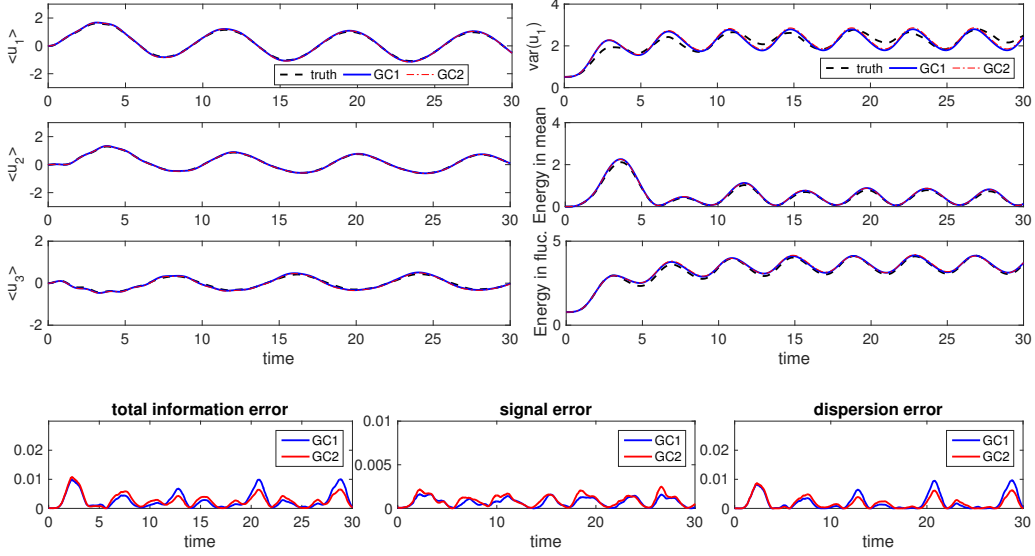 <u1>
2
0
-2
0 5 10 15 20 25 30
truth GC1 GC2
<u2>
2
0
-2
0 5 10 15 20 25 30
<u3>
2
0
-2
0 5 10 15 20 25 30
time
var(u1)
4
2
0
0 5 10 15 20 25 30
truth GC1 GC2
Energy in mean
4
2
0
0 5 10 15 20 25 30
Energy in fluc.
5
0
0 5 10 15 20 25 30
time
total information error
0.02
0.01
0
0 5 10 15 20 25 30
GC1
GC2
time
signal error
0.01
0.005
0
0 10 20 30
GC1
GC2
time
dispersion error
0.02
0.01
0
0 10 20 30
GC1
GC2
time